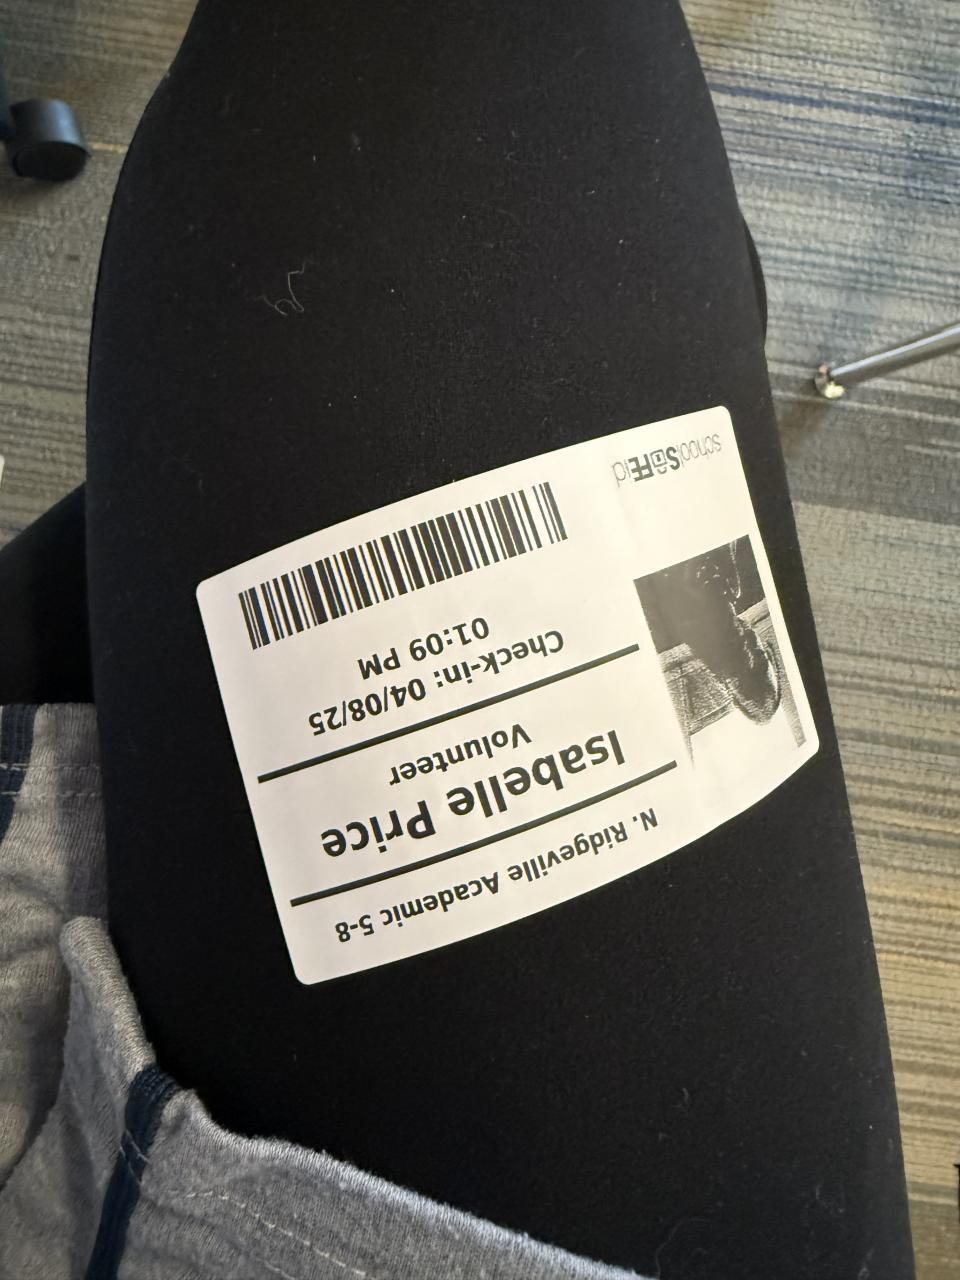 N. Ridgeville Academic 5-8
Isabelle Price
Volunteer
Check-in: 04/08/25
01:09 PM
schoolSAFEid